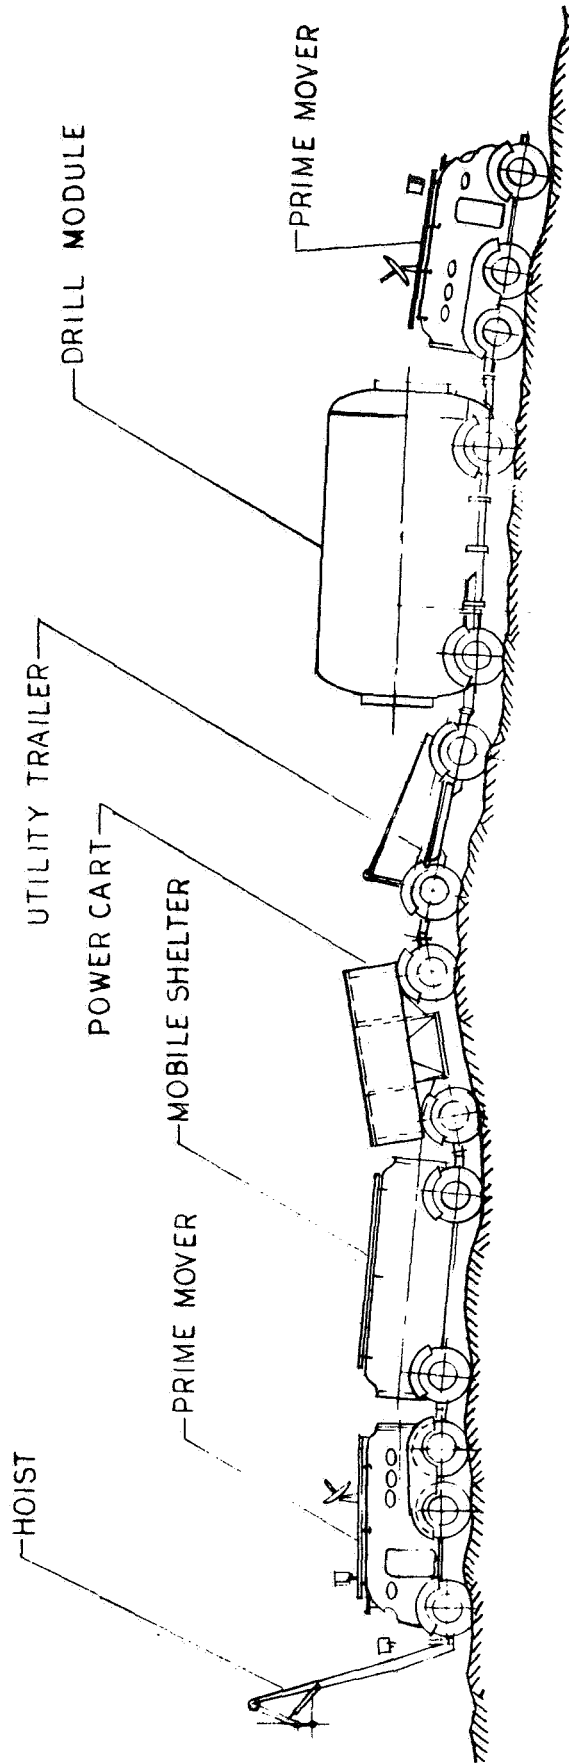 HOIST
PRIME MOVER
MOBILE SHELTER
POWER CART
UTILITY TRAILER
DRILL MODULE
PRIME MOVER